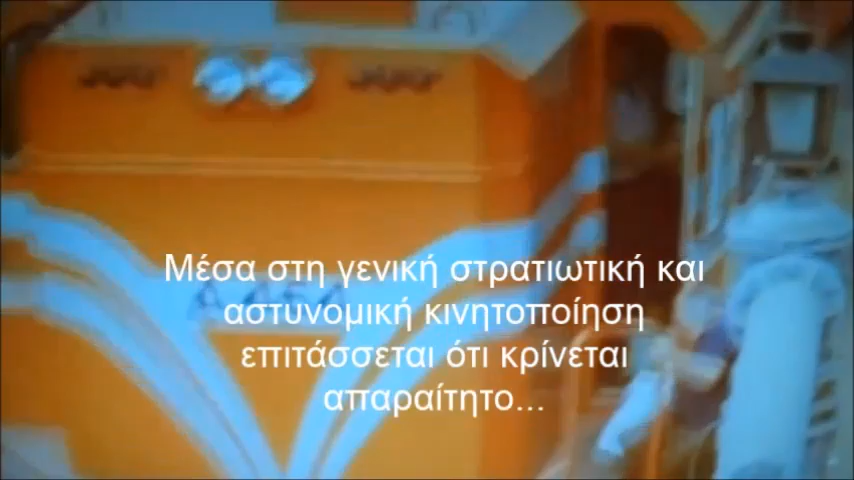 Μέσα στη γενική στρατιωτική και
αστυνομική κινητοποίηση
επιτάσσεται ότι κρίνεται
απαραίτητο...